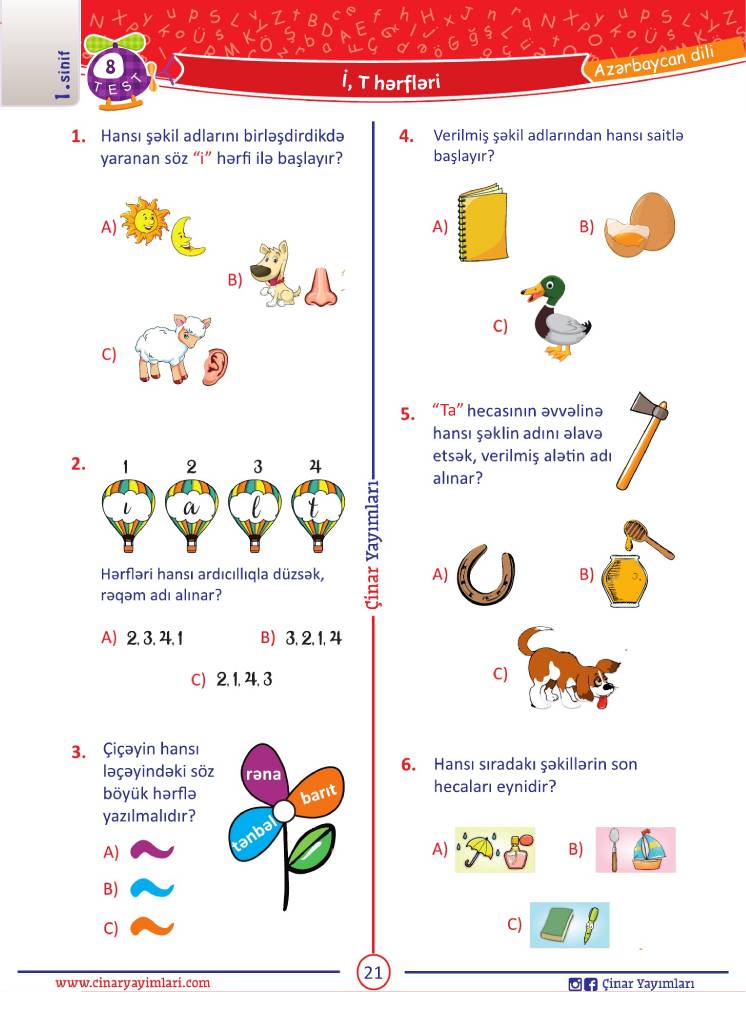 1.sinif
8
TEST
İ, T hərfləri
Azərbaycan dili
1. Hansı şəkil adlarını birləşdirdikdə
yaranan söz “i” hərfi ilə başlayır?
A)
B)
C)
2. 1 2 3 4
ı a l t
Hərfləri hansı ardıcıllıqla düzsək,
rəqəm adı alınar?
A) 2, 3, 4, 1
B) 3, 2, 1, 4
C) 2, 1, 4, 3
3. Çiçəyin hansı
ləçəyindəki söz
böyük hərflə
yazılmalıdır?
rəna
barıt
tənbəl
A)
B)
C)
Çinar Yayımları
4. Verilmiş şəkil adlarından hansı saitlə
başlayır?
A)
B)
C)
5. “Ta” hecasının əvvəlinə
hansı şəklin adını əlavə
etsək, verilmiş alətin adı
alınar?
A)
B)
C)
6. Hansı sıradakı şəkillərin son
hecaları eynidir?
A)
B)
C)
www.cinaryayimlari.com
21
Çinar Yayımları